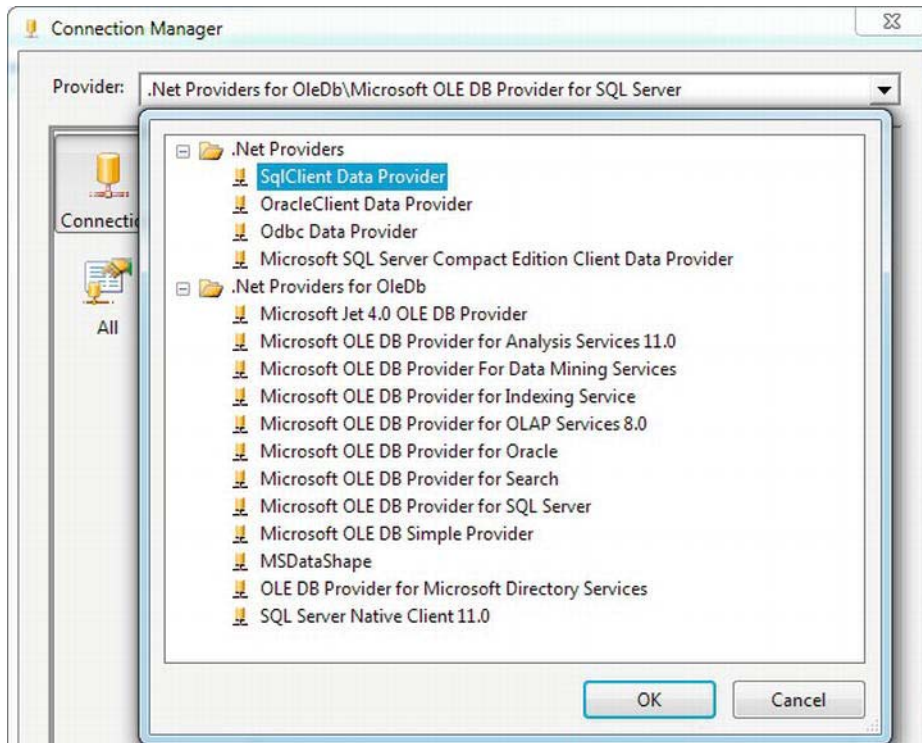 Connection Manager
Provider: .Net Providers for OleDb\Microsoft OLE DB Provider for SQL Server
.Net Providers
SqlClient Data Provider
OracleClient Data Provider
Odbc Data Provider
Microsoft SQL Server Compact Edition Client Data Provider
.Net Providers for OleDb
Microsoft Jet 4.0 OLE DB Provider
Microsoft OLE DB Provider for Analysis Services 11.0
Microsoft OLE DB Provider For Data Mining Services
Microsoft OLE DB Provider for Indexing Service
Microsoft OLE DB Provider for OLAP Services 8.0
Microsoft OLE DB Provider for Oracle
Microsoft OLE DB Provider for Search
Microsoft OLE DB Provider for SQL Server
Microsoft OLE DB Simple Provider
MSDataShape
OLE DB Provider for Microsoft Directory Services
SQL Server Native Client 11.0
Connectio
All
OK Cancel